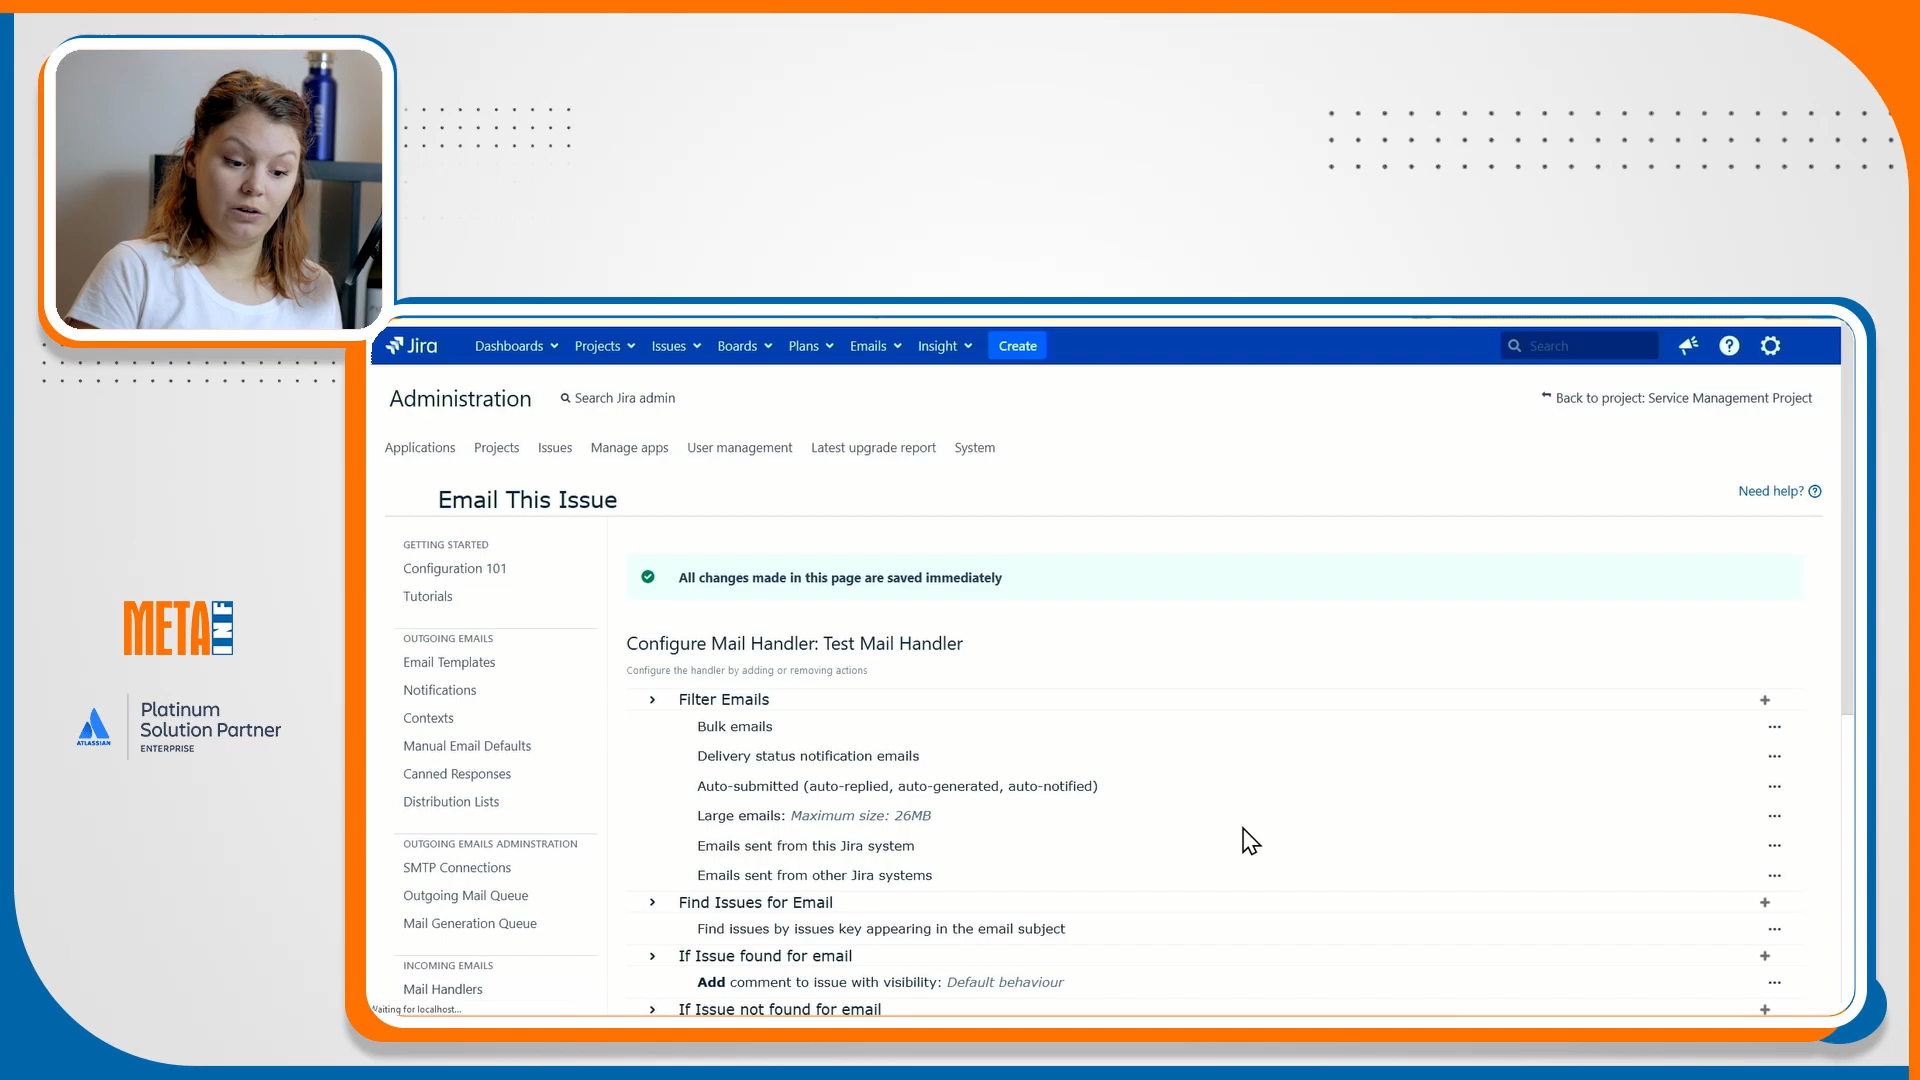 Jira
Dashboards
Projects
Issues
Boards
Plans
Emails
Insight
Create
Search
Administration
Search Jira admin
Back to project: Service Management Project
Applications
Projects
Issues
Manage apps
User management
Latest upgrade report
System
Email This Issue
Need help?
GETTING STARTED
Configuration 101
Tutorials
OUTGOING EMAILS
Email Templates
Notifications
Contexts
Manual Email Defaults
Canned Responses
Distribution Lists
OUTGOING EMAILS ADMINSTRATION
SMTP Connections
Outgoing Mail Queue
Mail Generation Queue
INCOMING EMAILS
Mail Handlers
Waiting for localhost...
All changes made in this page are saved immediately
Configure Mail Handler: Test Mail Handler
Configure the handler by adding or removing actions
Filter Emails
Bulk emails
Delivery status notification emails
Auto-submitted (auto-replied, auto-generated, auto-notified)
Large emails: Maximum size: 26MB
Emails sent from this Jira system
Emails sent from other Jira systems
Find Issues for Email
Find issues by issues key appearing in the email subject
If Issue found for email
Add comment to issue with visibility: Default behaviour
If Issue not found for email
META INF
ATLASSIAN
Platinum
Solution Partner
ENTERPRISE